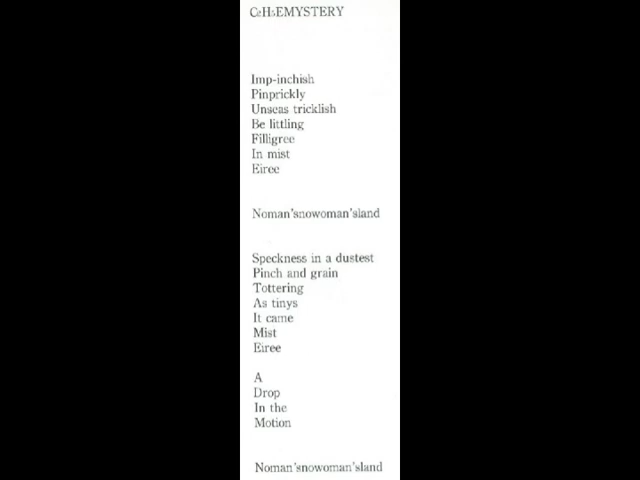 C2H5EMYSTERY
Imp-inchish
Pinprickly
Unseas tricklish
Be littling
Filligree
In mist
Eiree
Noman'snowoman'sland
Speckness in a dustest
Pinch and grain
Tottering
As tinys
It came
Mist
Eiree
A
Drop
In the
Motion
Noman'snowoman'sland